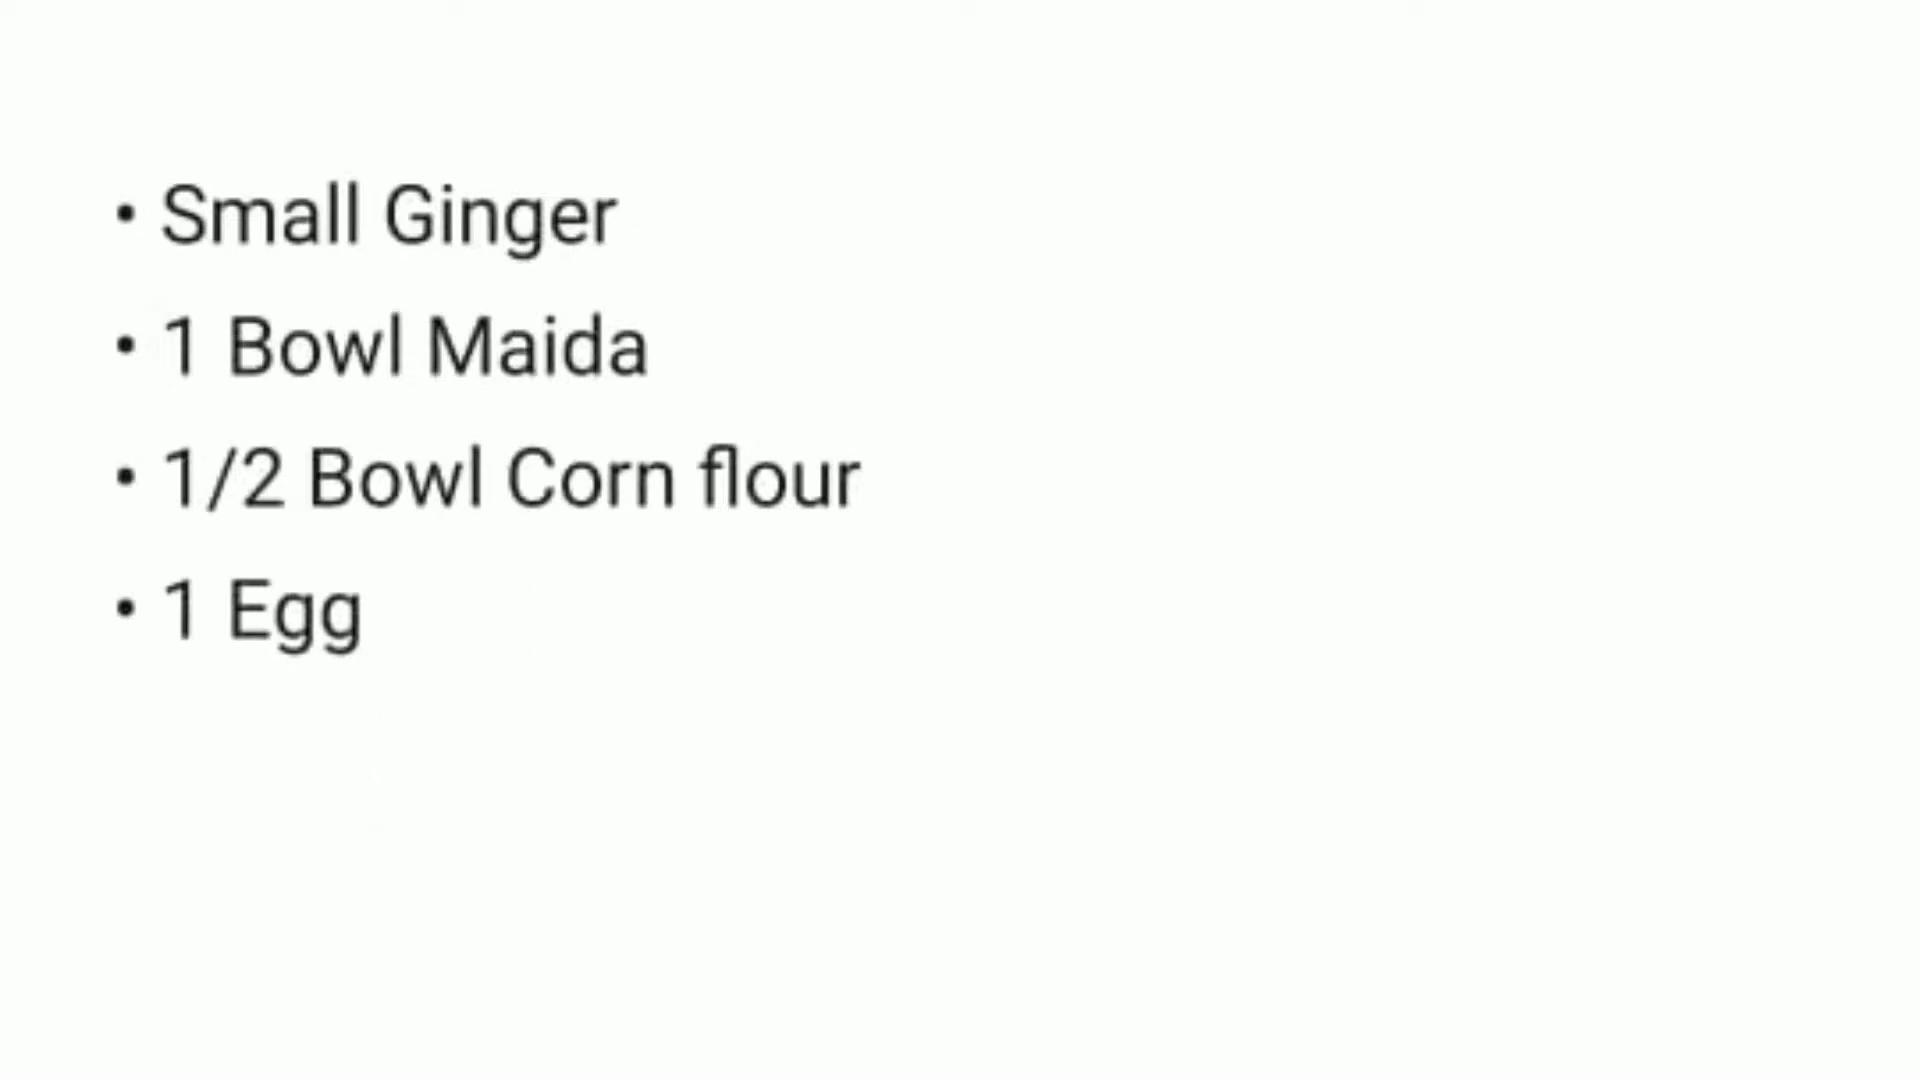 • Small Ginger
• 1 Bowl Maida
• 1/2 Bowl Corn flour
• 1 Egg